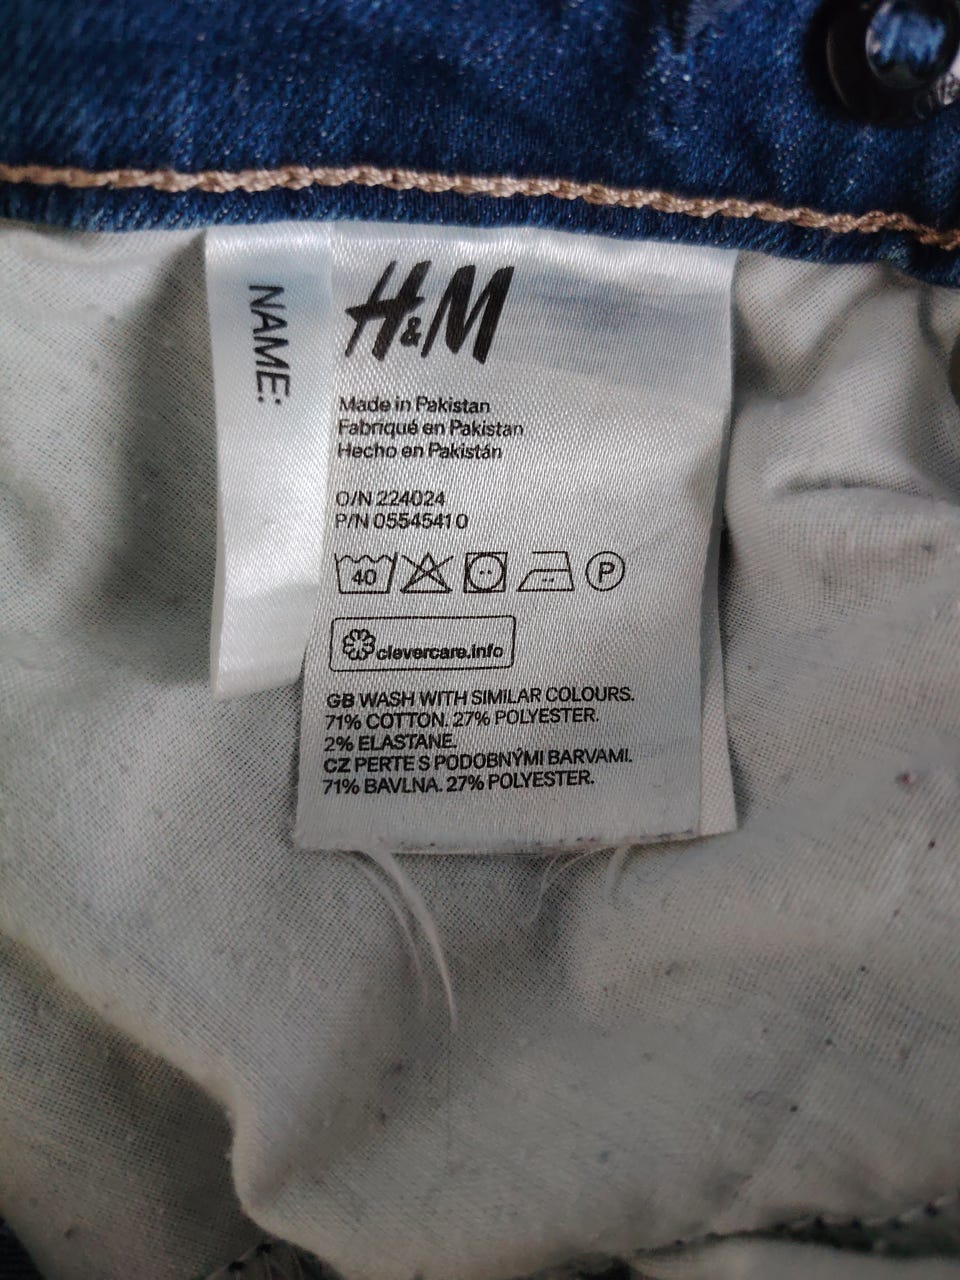 NAME:
H&M
Made in Pakistan
Fabriqué en Pakistan
Hecho en Pakistán
O/N 224024
P/N 05545410
40 P
clevercare.info
GB WASH WITH SIMILAR COLOURS.
71% COTTON. 27% POLYESTER.
2% ELASTANE.
CZ PERTE S PODOBNÝMI BARVAMI.
71% BAVLNA. 27% POLYESTER.